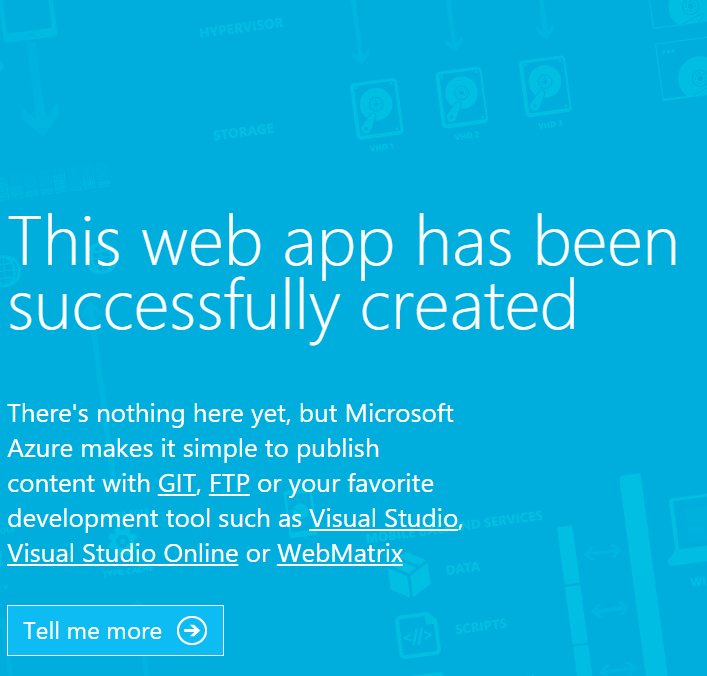 HYPERVISOR
STORAGE
VHD 1
VHD 2
VHD 3
This web app has been
successfully created
There's nothing here yet, but Microsoft
Azure makes it simple to publish
content with GIT, FTP or your favorite
development tool such as Visual Studio,
Visual Studio Online or WebMatrix
DATA
SCRIPTS
Tell me more